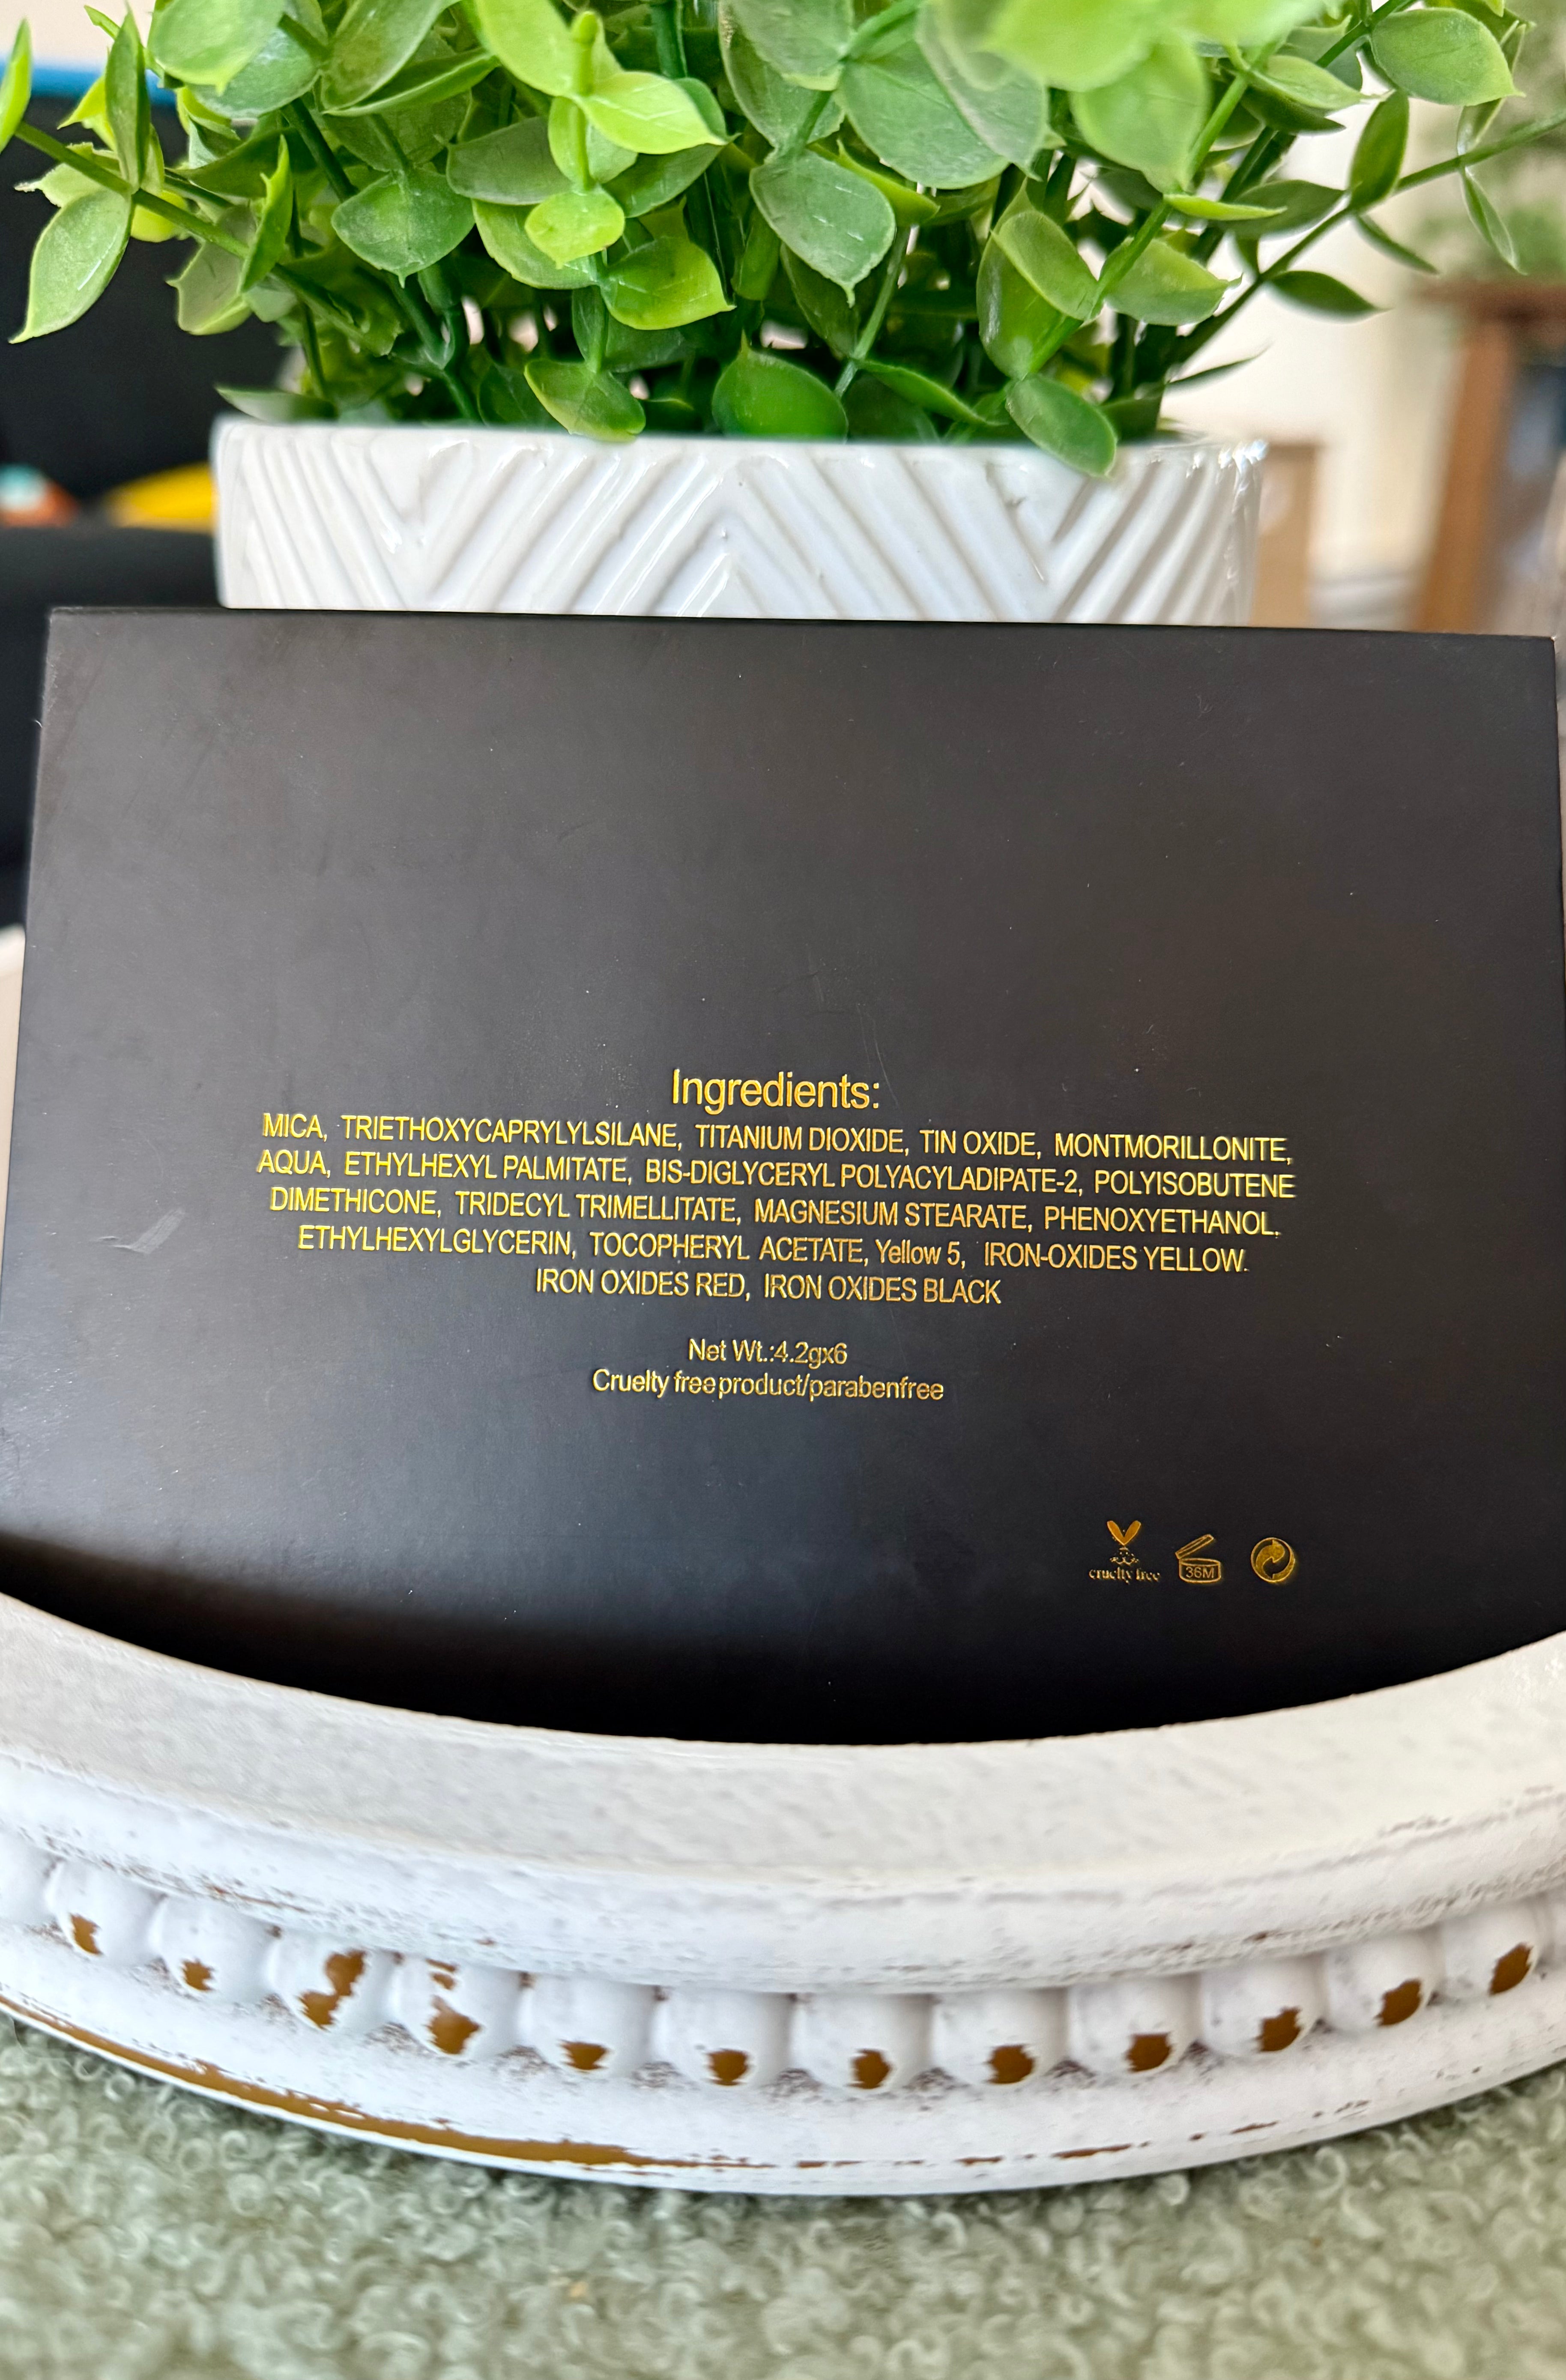 Ingredients:
MICA, TRIETHOXYCAPRYLYLSILANE, TITANIUM DIOXIDE, TIN OXIDE, MONTMORILLONITE,
AQUA, ETHYLHEXYL PALMITATE, BIS-DIGLYCERYL POLYACYLADIPATE-2, POLYISOBUTENE
DIMETHICONE, TRIDECYL TRIMELLITATE, MAGNESIUM STEARATE, PHENOXYETHANOL.
ETHYLHEXYLGLYCERIN, TOCOPHERYL ACETATE, Yellow 5, IRON-OXIDES YELLOW.
IRON OXIDES RED, IRON OXIDES BLACK
Net Wt.:4.2gx6
Cruelty freeproduct/parabenfree
cruelty free
36M